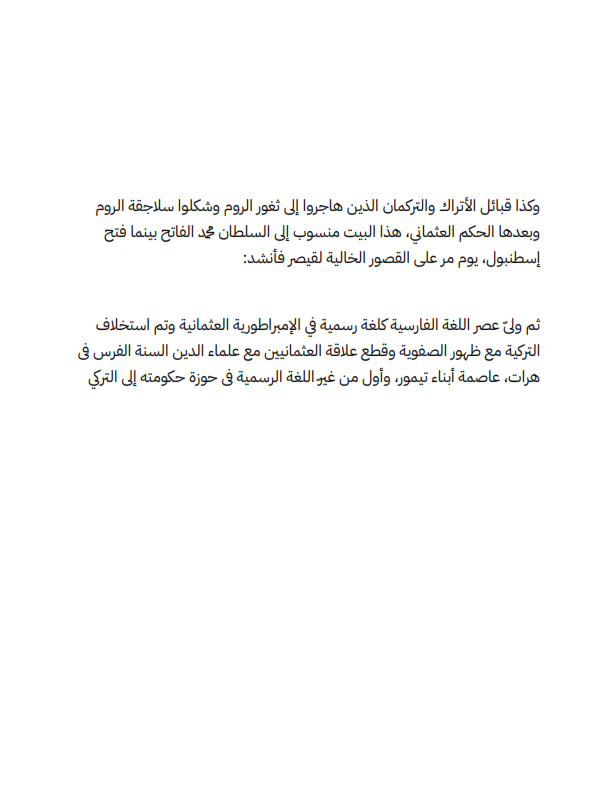 وكذا قبائل الأتراك والتركمان الذين هاجروا إلى ثغور الروم وشكلوا سلاجقة الروم
وبعدها الحكم العثماني، هذا البيت منسوب إلى السلطان محمد الفاتح بينما فتح
إسطنبول، يوم مر على القصور الخالية لقيصر فأنشد:
ثم ولىّ عصر اللغة الفارسية كلغة رسمية في الإمبراطورية العثمانية وتم استخلاف
التركية مع ظهور الصفوية وقطع علاقة العثمانيين مع علماء الدين السنة الفرس فى
هرات، عاصمة أبناء تيمور، وأول من غير اللغة الرسمية فى حوزة حكومته إلى التركي